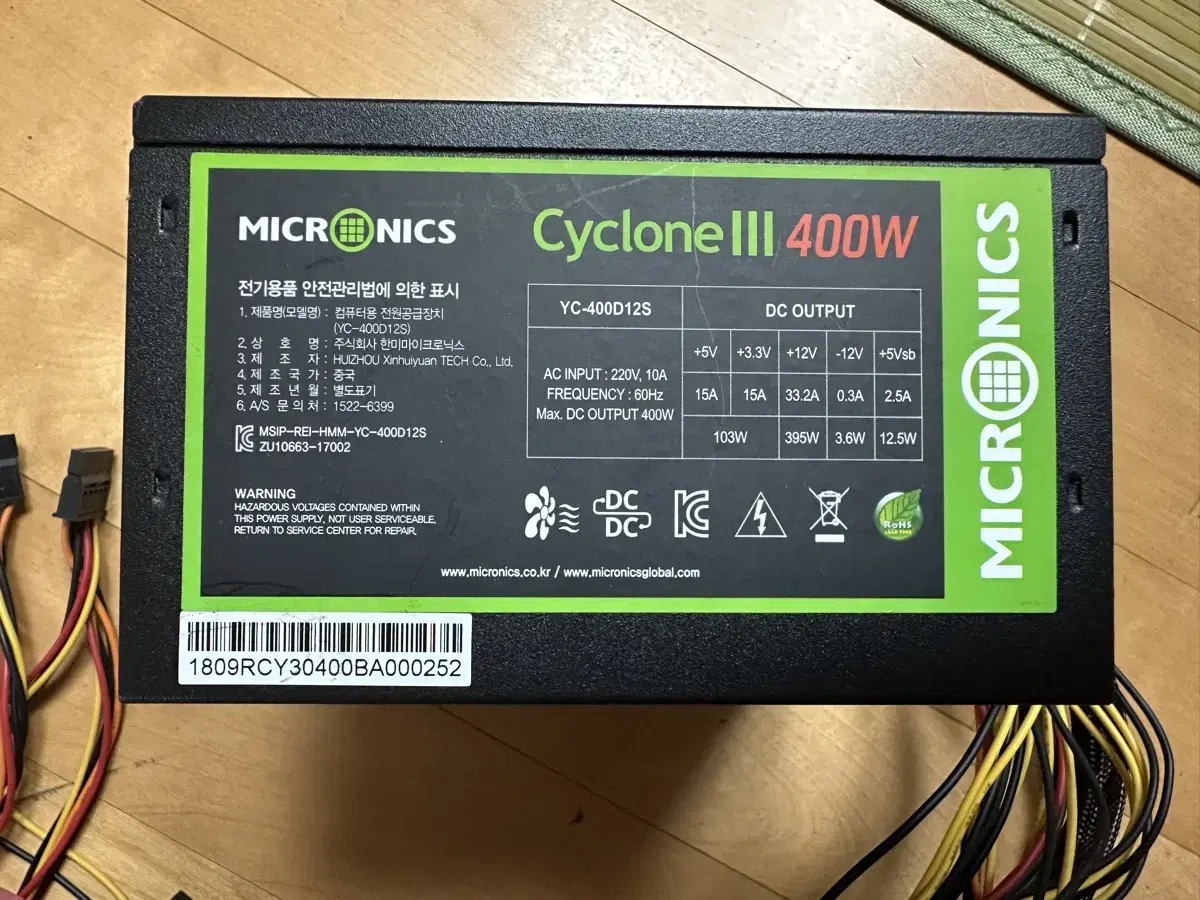 MICRONICS
Cyclone III 400W
전기용품 안전관리법에 의한 표시
1. 제품명(모델명) : 컴퓨터용 전원공급장치
(YC-400D12S)
2. 상 호 명 : 주식회사 한미마이크로닉스
3. 제 조 자 : HUIZHOU Xinhuiyuan TECH Co., Ltd.
4. 제 조 국 가 : 중국
5. 제 조 년 월 : 별도표기
6. A/S 문 의 처 : 1522-6399
MSIP-REI-HMM-YC-400D12S
ZU10663-17002
YC-400D12S DC OUTPUT
AC INPUT : 220V, 10A
FREQUENCY : 60Hz
Max. DC OUTPUT 400W
+5V +3.3V +12V -12V +5Vsb
15A 15A 33.2A 0.3A 2.5A
103W 395W 3.6W 12.5W
WARNING
HAZARDOUS VOLTAGES CONTAINED WITHIN
THIS POWER SUPPLY, NOT USER SERVICEABLE,
RETURN TO SERVICE CENTER FOR REPAIR.
DC
DC
RoHS
LEAD FREE
www.micronics.co.kr / www.micronicsglobal.com
MICRONICS
1809RCY30400BA000252